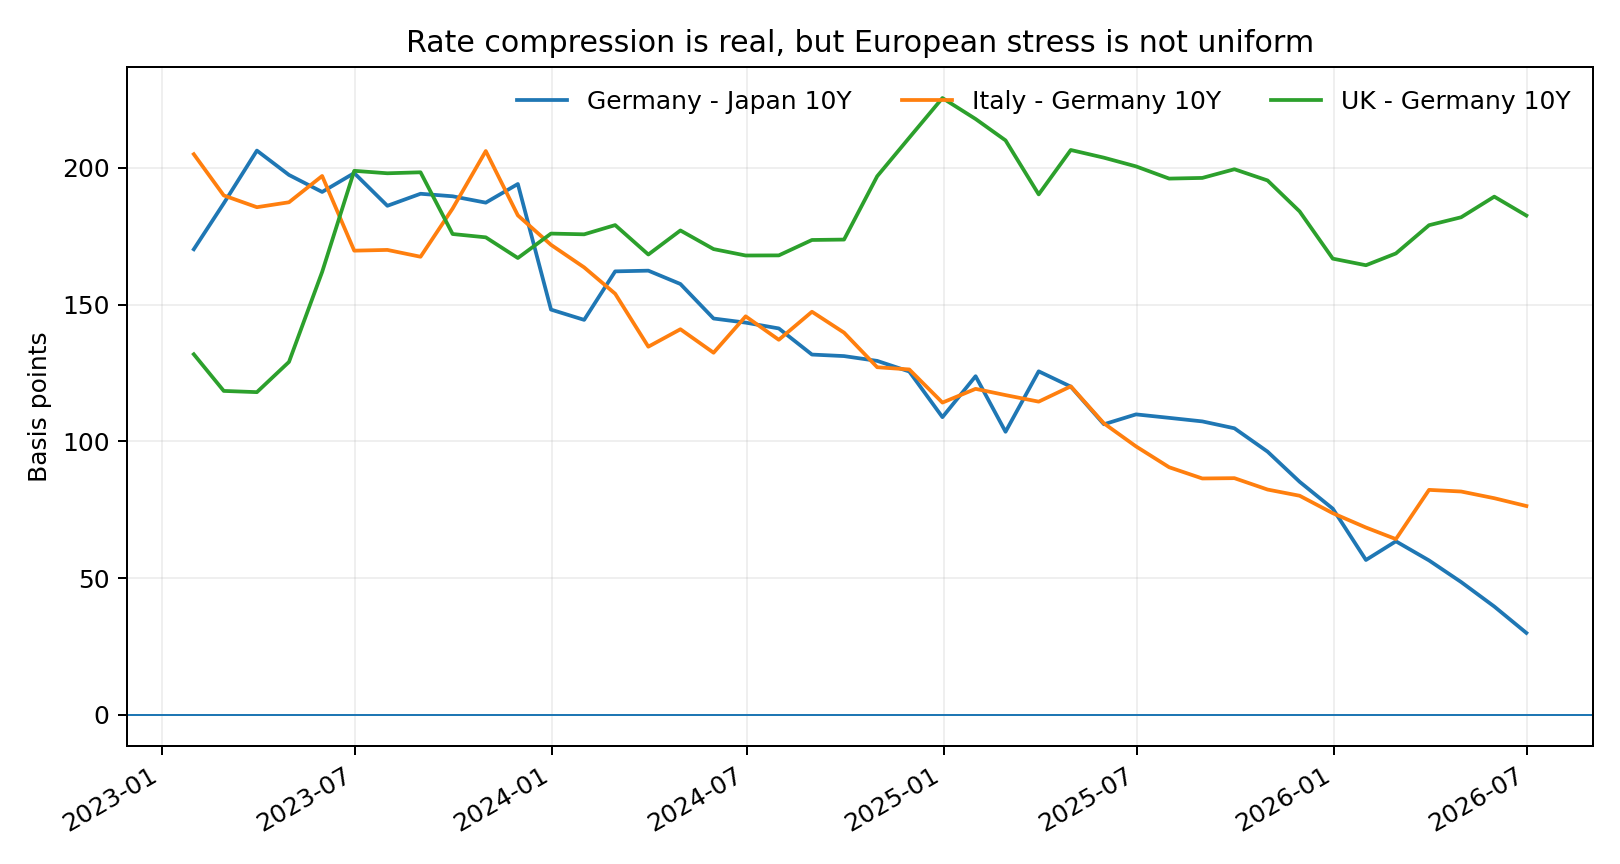 Rate compression is real, but European stress is not uniform
Germany - Japan 10Y
Italy - Germany 10Y
UK - Germany 10Y
Basis points
200
150
100
50
0
2023-01
2023-07
2024-01
2024-07
2025-01
2025-07
2026-01
2026-07